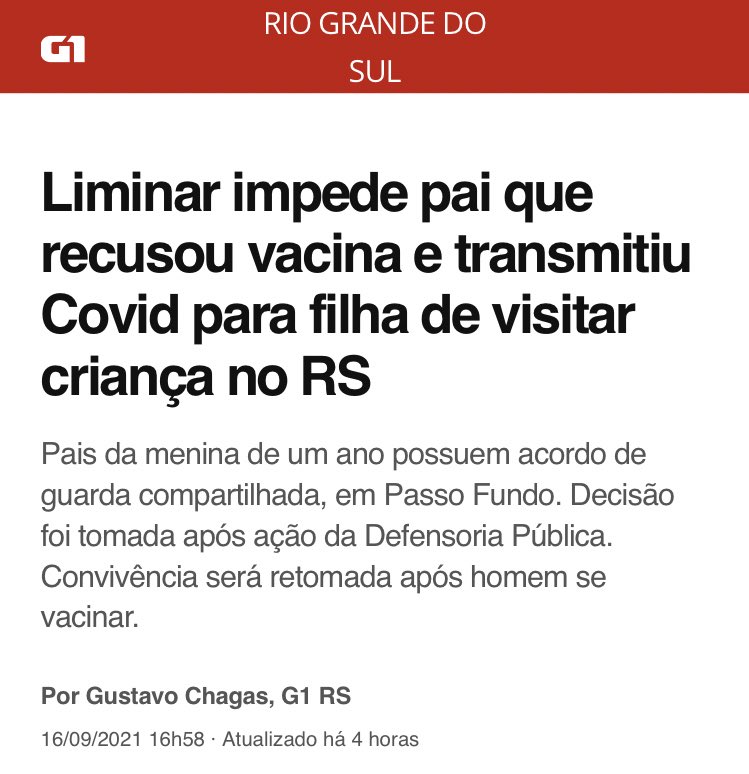 G1
RIO GRANDE DO
SUL
Liminar impede pai que
recusou vacina e transmitiu
Covid para filha de visitar
criança no RS
Pais da menina de um ano possuem acordo de
guarda compartilhada, em Passo Fundo. Decisão
foi tomada após ação da Defensoria Pública.
Convivência será retomada após homem se
vacinar.
Por Gustavo Chagas, G1 RS
16/09/2021 16h58 · Atualizado há 4 horas